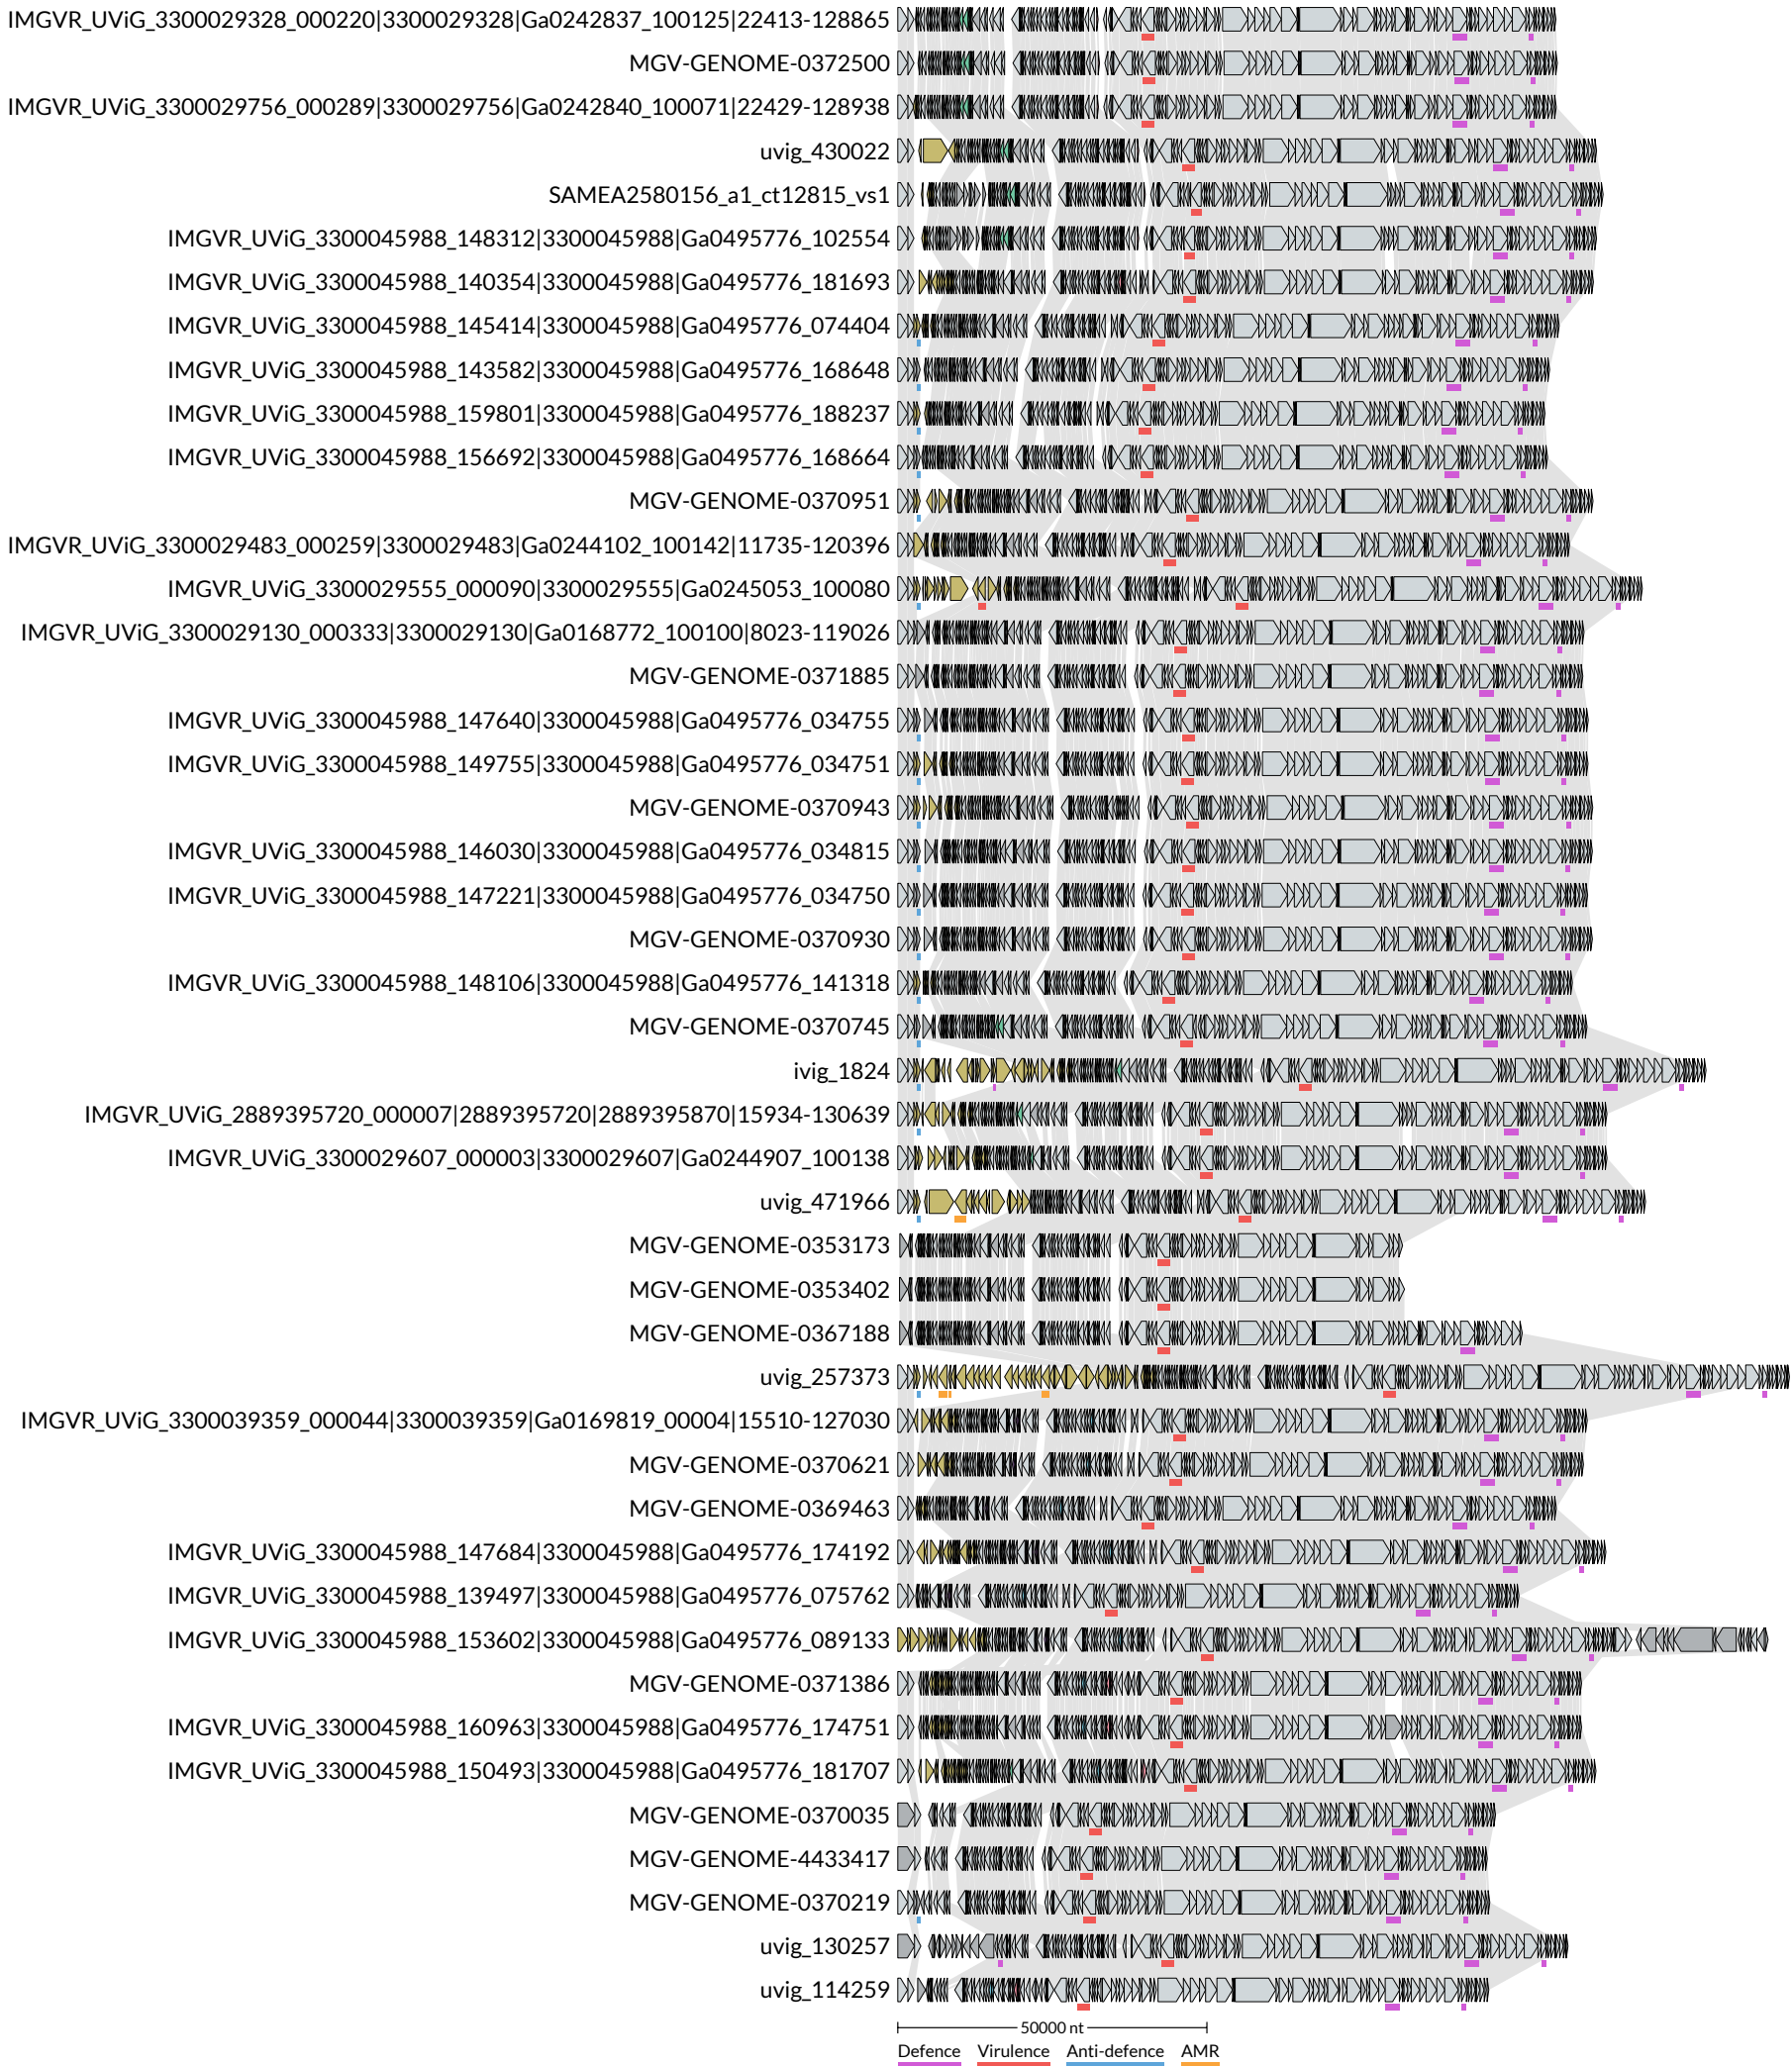 IMGVR_UViG_3300029328_000220|3300029328|Ga0242837_100125|22413-128865
MGV-GENOME-0372500
IMGVR_UViG_3300029756_000289|3300029756|Ga0242840_100071|22429-128938
uvig_430022
SAMEA2580156_a1_ct12815_vs1
IMGVR_UViG_3300045988_148312|3300045988|Ga0495776_102554
IMGVR_UViG_3300045988_140354|3300045988|Ga0495776_181693
IMGVR_UViG_3300045988_145414|3300045988|Ga0495776_074404
IMGVR_UViG_3300045988_143582|3300045988|Ga0495776_168648
IMGVR_UViG_3300045988_159801|3300045988|Ga0495776_188237
IMGVR_UViG_3300045988_156692|3300045988|Ga0495776_168664
MGV-GENOME-0370951
IMGVR_UViG_3300029483_000259|3300029483|Ga0244102_100142|11735-120396
IMGVR_UViG_3300029555_000090|3300029555|Ga0245053_100080
IMGVR_UViG_3300029130_000333|3300029130|Ga0168772_100100|8023-119026
MGV-GENOME-0371885
IMGVR_UViG_3300045988_147640|3300045988|Ga0495776_034755
IMGVR_UViG_3300045988_149755|3300045988|Ga0495776_034751
MGV-GENOME-0370943
IMGVR_UViG_3300045988_146030|3300045988|Ga0495776_034815
IMGVR_UViG_3300045988_147221|3300045988|Ga0495776_034750
MGV-GENOME-0370930
IMGVR_UViG_3300045988_148106|3300045988|Ga0495776_141318
MGV-GENOME-0370745
ivig_1824
IMGVR_UViG_2889395720_000007|2889395720|2889395870|15934-130639
IMGVR_UViG_3300029607_000003|3300029607|Ga0244907_100138
uvig_471966
MGV-GENOME-0353173
MGV-GENOME-0353402
MGV-GENOME-0367188
uvig_257373
IMGVR_UViG_3300039359_000044|3300039359|Ga0169819_00004|15510-127030
MGV-GENOME-0370621
MGV-GENOME-0369463
IMGVR_UViG_3300045988_147684|3300045988|Ga0495776_174192
IMGVR_UViG_3300045988_139497|3300045988|Ga0495776_075762
IMGVR_UViG_3300045988_153602|3300045988|Ga0495776_089133
MGV-GENOME-0371386
IMGVR_UViG_3300045988_160963|3300045988|Ga0495776_174751
IMGVR_UViG_3300045988_150493|3300045988|Ga0495776_181707
MGV-GENOME-0370035
MGV-GENOME-4433417
MGV-GENOME-0370219
uvig_130257
uvig_114259
50000 nt
Defence Virulence Anti-defence AMR